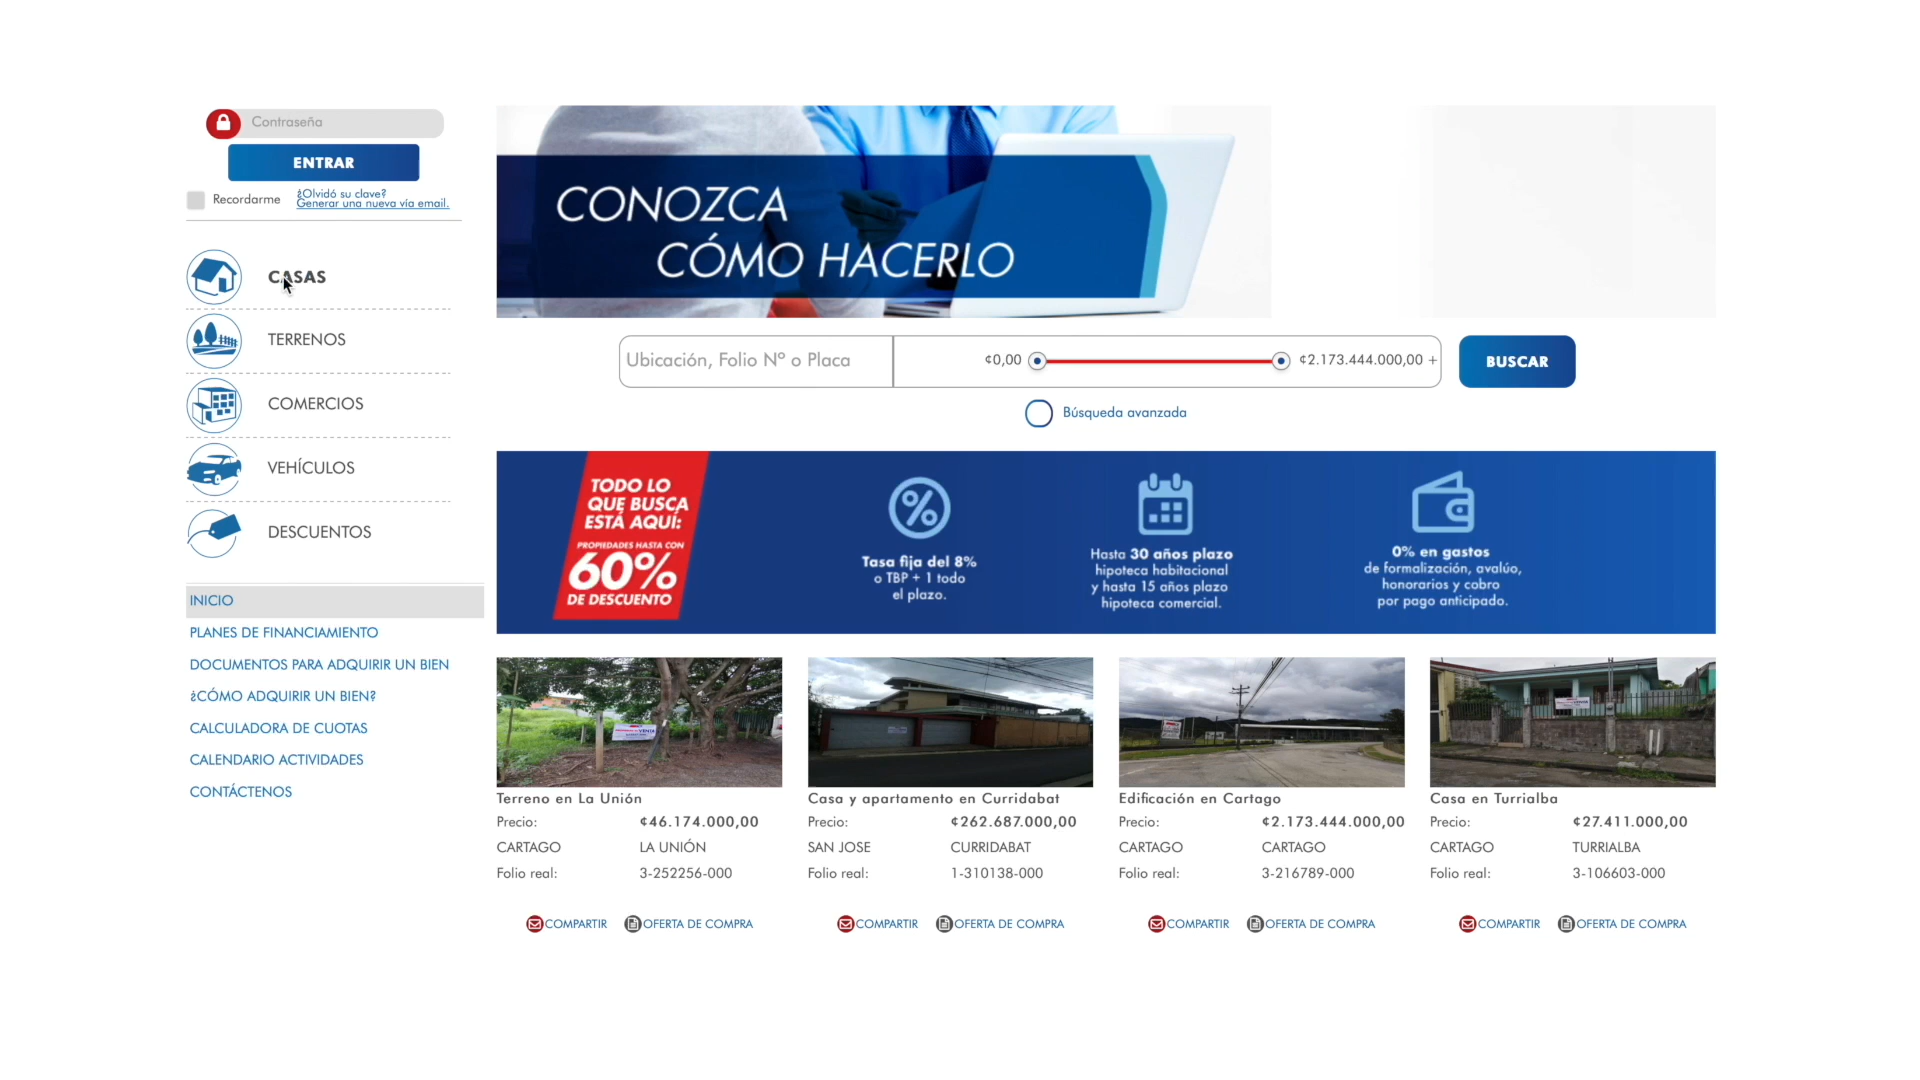 Contraseña
ENTRAR
Recordarme
¿Olvidó su clave?
Generar una nueva vía email.
CASAS
TERRENOS
COMERCIOS
VEHÍCULOS
DESCUENTOS
INICIO
PLANES DE FINANCIAMIENTO
DOCUMENTOS PARA ADQUIRIR UN BIEN
¿CÓMO ADQUIRIR UN BIEN?
CALCULADORA DE CUOTAS
CALENDARIO ACTIVIDADES
CONTÁCTENOS
CONOZCA
CÓMO HACERLO
Ubicación, Folio Nº o Placa
¢0,00
¢2.173.444.000,00 +
BUSCAR
Búsqueda avanzada
TODO LO
QUE BUSCA
ESTÁ AQUÍ:
PROPIEDADES HASTA CON
60%
DE DESCUENTO
Tasa fija del 8%
o TBP + 1 todo
el plazo.
Hasta 30 años plazo
hipoteca habitacional
y hasta 15 años plazo
hipoteca comercial.
0% en gastos
de formalización, avalúo,
honorarios y cobro
por pago anticipado.
VENTA
Terreno en La Unión
Precio: ¢46.174.000,00
CARTAGO LA UNIÓN
Folio real: 3-252256-000
COMPARTIR OFERTA DE COMPRA
Casa y apartamento en Curridabat
Precio: ¢262.687.000,00
SAN JOSE CURRIDABAT
Folio real: 1-310138-000
COMPARTIR OFERTA DE COMPRA
Edificación en Cartago
Precio: ¢2.173.444.000,00
CARTAGO CARTAGO
Folio real: 3-216789-000
COMPARTIR OFERTA DE COMPRA
Casa en Turrialba
Precio: ¢27.411.000,00
CARTAGO TURRIALBA
Folio real: 3-106603-000
COMPARTIR OFERTA DE COMPRA